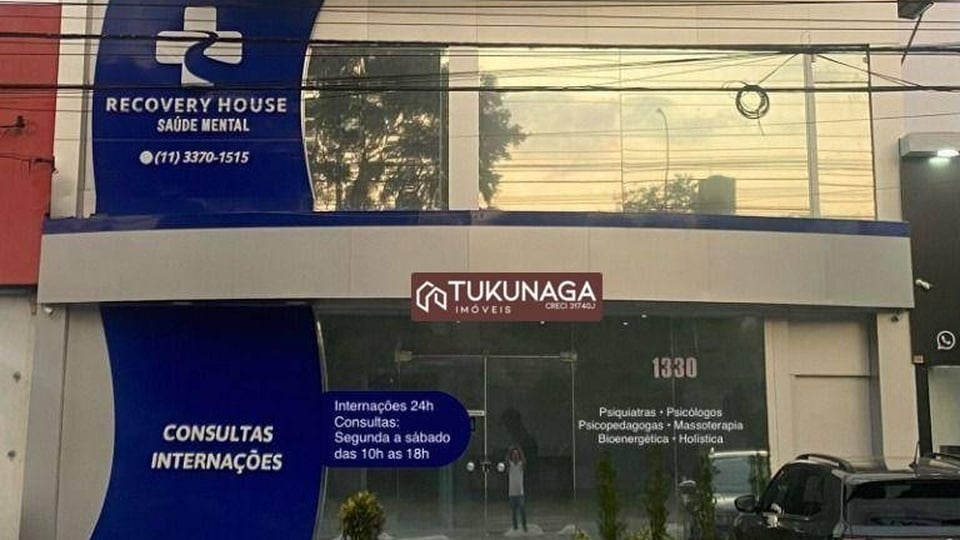 RECOVERY HOUSE
SAÚDE MENTAL
(11) 3370-1515
TUKUNAGA
IMÓVEIS
CRECI 31740J
1330
Internações 24h
Consultas:
Segunda a sábado
das 10h as 18h
Psiquiatras • Psicólogos
Psicopedagogas • Massoterapia
Bioenergética • Holística
CONSULTAS
INTERNAÇÕES